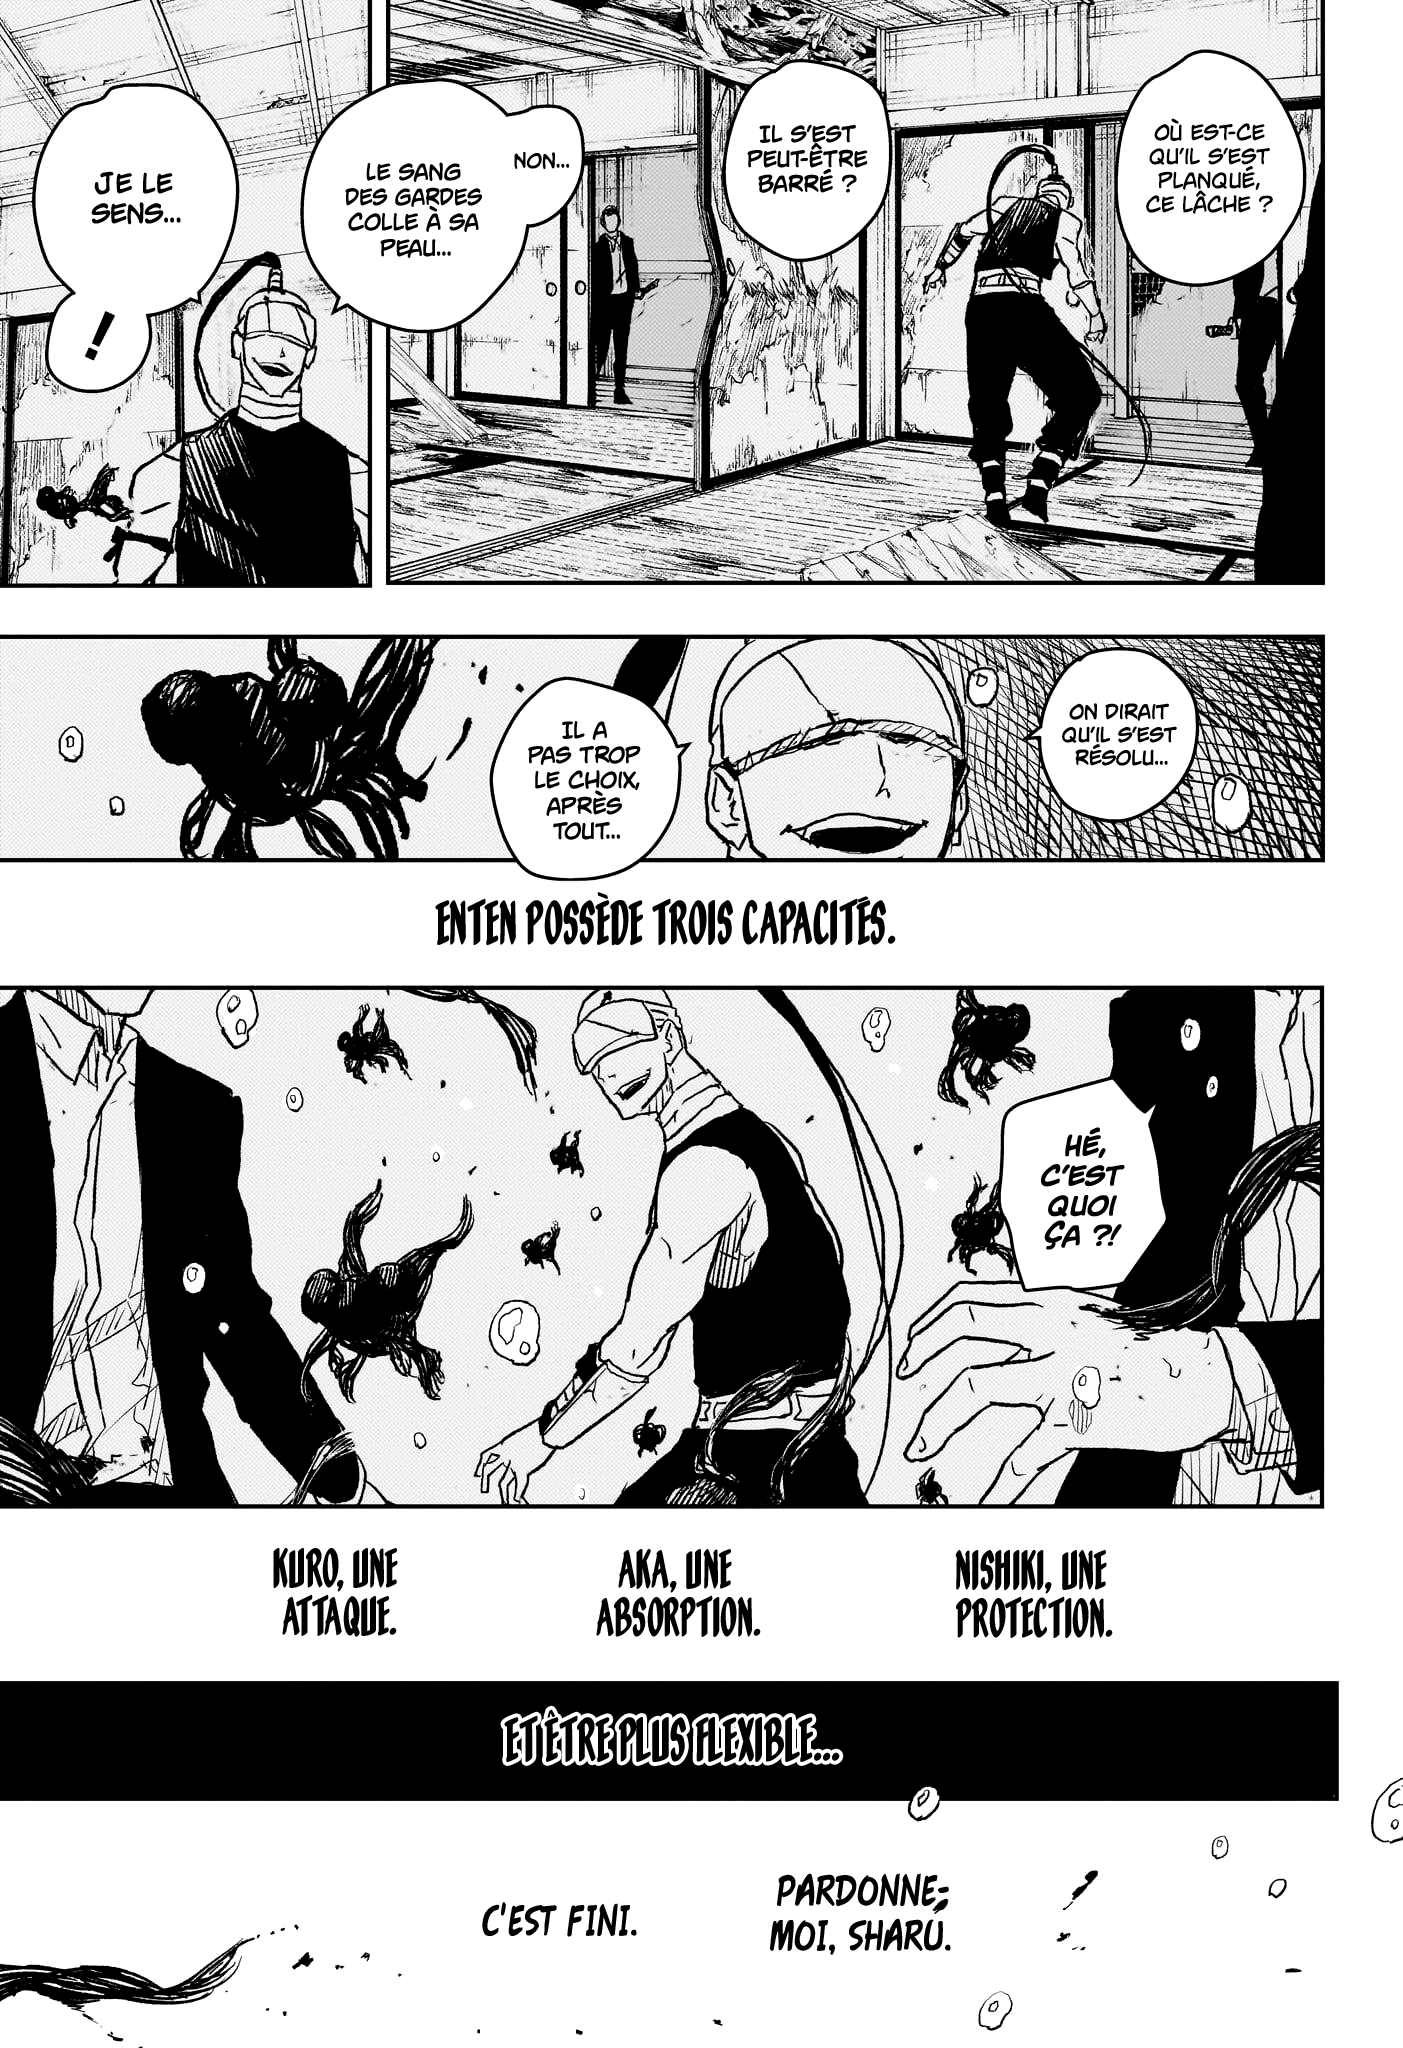 OÙ EST-CE
QU'IL S'EST
PLANQUÉ,
CE LÂCHE ?
IL S'EST
PEUT-ÊTRE
BARRÉ ?
NON...
LE SANG
DES GARDES
COLLE À SA
PEAU...
JE LE
SENS...
!
ON DIRAIT
QU'IL S'EST
RÉSOLU...
IL A
PAS TROP
LE CHOIX,
APRÈS
TOUT...
ENTEN POSSÈDE TROIS CAPACITÉS.
HÉ,
C'EST
QUOI
ÇA ?!
NISHIKI, UNE
PROTECTION.
AKA, UNE
ABSORPTION.
KURO, UNE
ATTAQUE.
ET ÊTRE PLUS FLEXIBLE...
PARDONNE-
MOI, SHARU.
C'EST FINI.